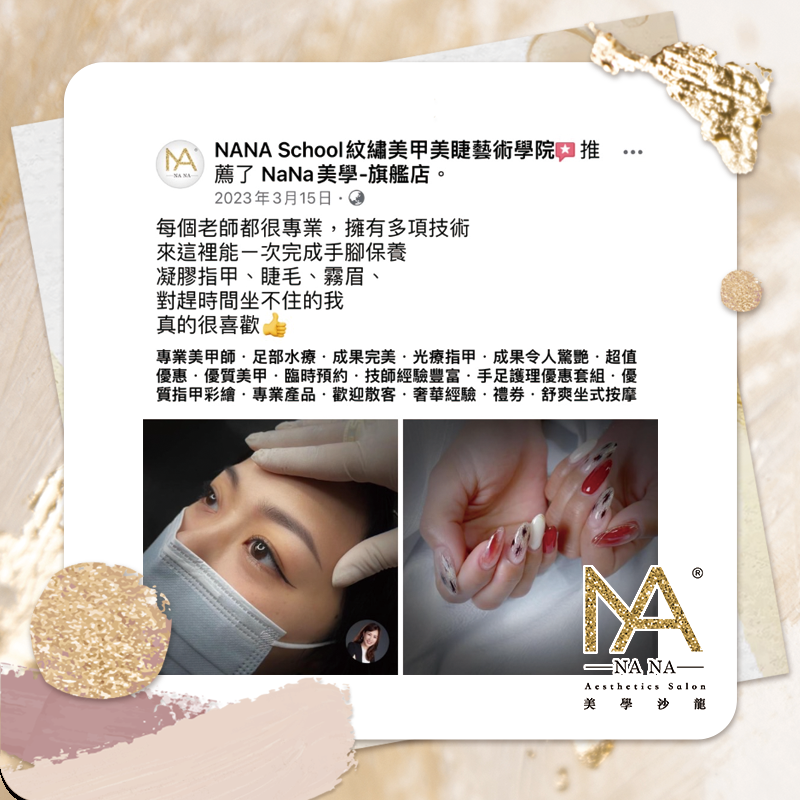 NA
NA NA
NANA School紋繡美甲美睫藝術學院 推
薦了 NaNa美學-旗艦店。
2023年3月15日 ·
每個老師都很專業，擁有多項技術
來這裡能一次完成手腳保養
凝膠指甲、睫毛、霧眉、
對趕時間坐不住的我
真的很喜歡👍
專業美甲師 · 足部水療 · 成果完美 · 光療指甲 · 成果令人驚艷 · 超值
優惠 · 優質美甲 · 臨時預約 · 技師經驗豐富 · 手足護理優惠套組 · 優
質指甲彩繪 · 專業產品 · 歡迎散客 · 奢華經驗 · 禮券 · 舒爽坐式按摩
NA®
NA NA
Aesthetics Salon
美學沙龍